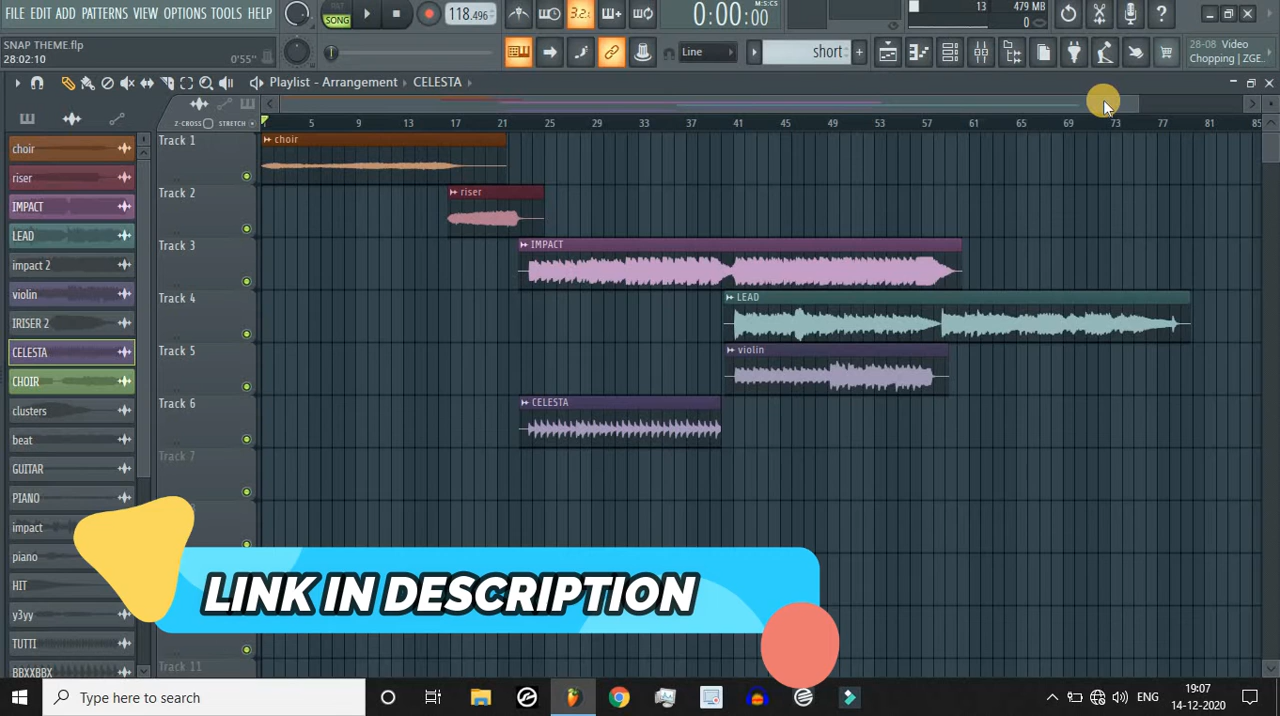 FILE EDIT ADD PATTERNS VIEW OPTIONS TOOLS HELP
SONG
118.496
3.2
0:00:00
M:S:CS
13
479 MB
0
SNAP THEME.flp
28:02:10
0'55"
Line
short
28-08 Video
Chopping | ZGE..
Playlist - Arrangement
CELESTA
Z-CROSS
STRETCH
5 9 13 17 21 25 29 33 37 41 45 49 53 57 61 65 69 73 77 81 85
choir
riser
IMPACT
LEAD
impact 2
violin
IRISER 2
CELESTA
CHOIR
clusters
beat
GUITAR
PIANO
impact
piano
HIT
y3yy
TUTTI
BBXXBBX
Track 1
choir
Track 2
riser
Track 3
IMPACT
Track 4
LEAD
Track 5
violin
Track 6
CELESTA
Track 7
Track 11
LINK IN DESCRIPTION
Type here to search
ENG
19:07
14-12-2020